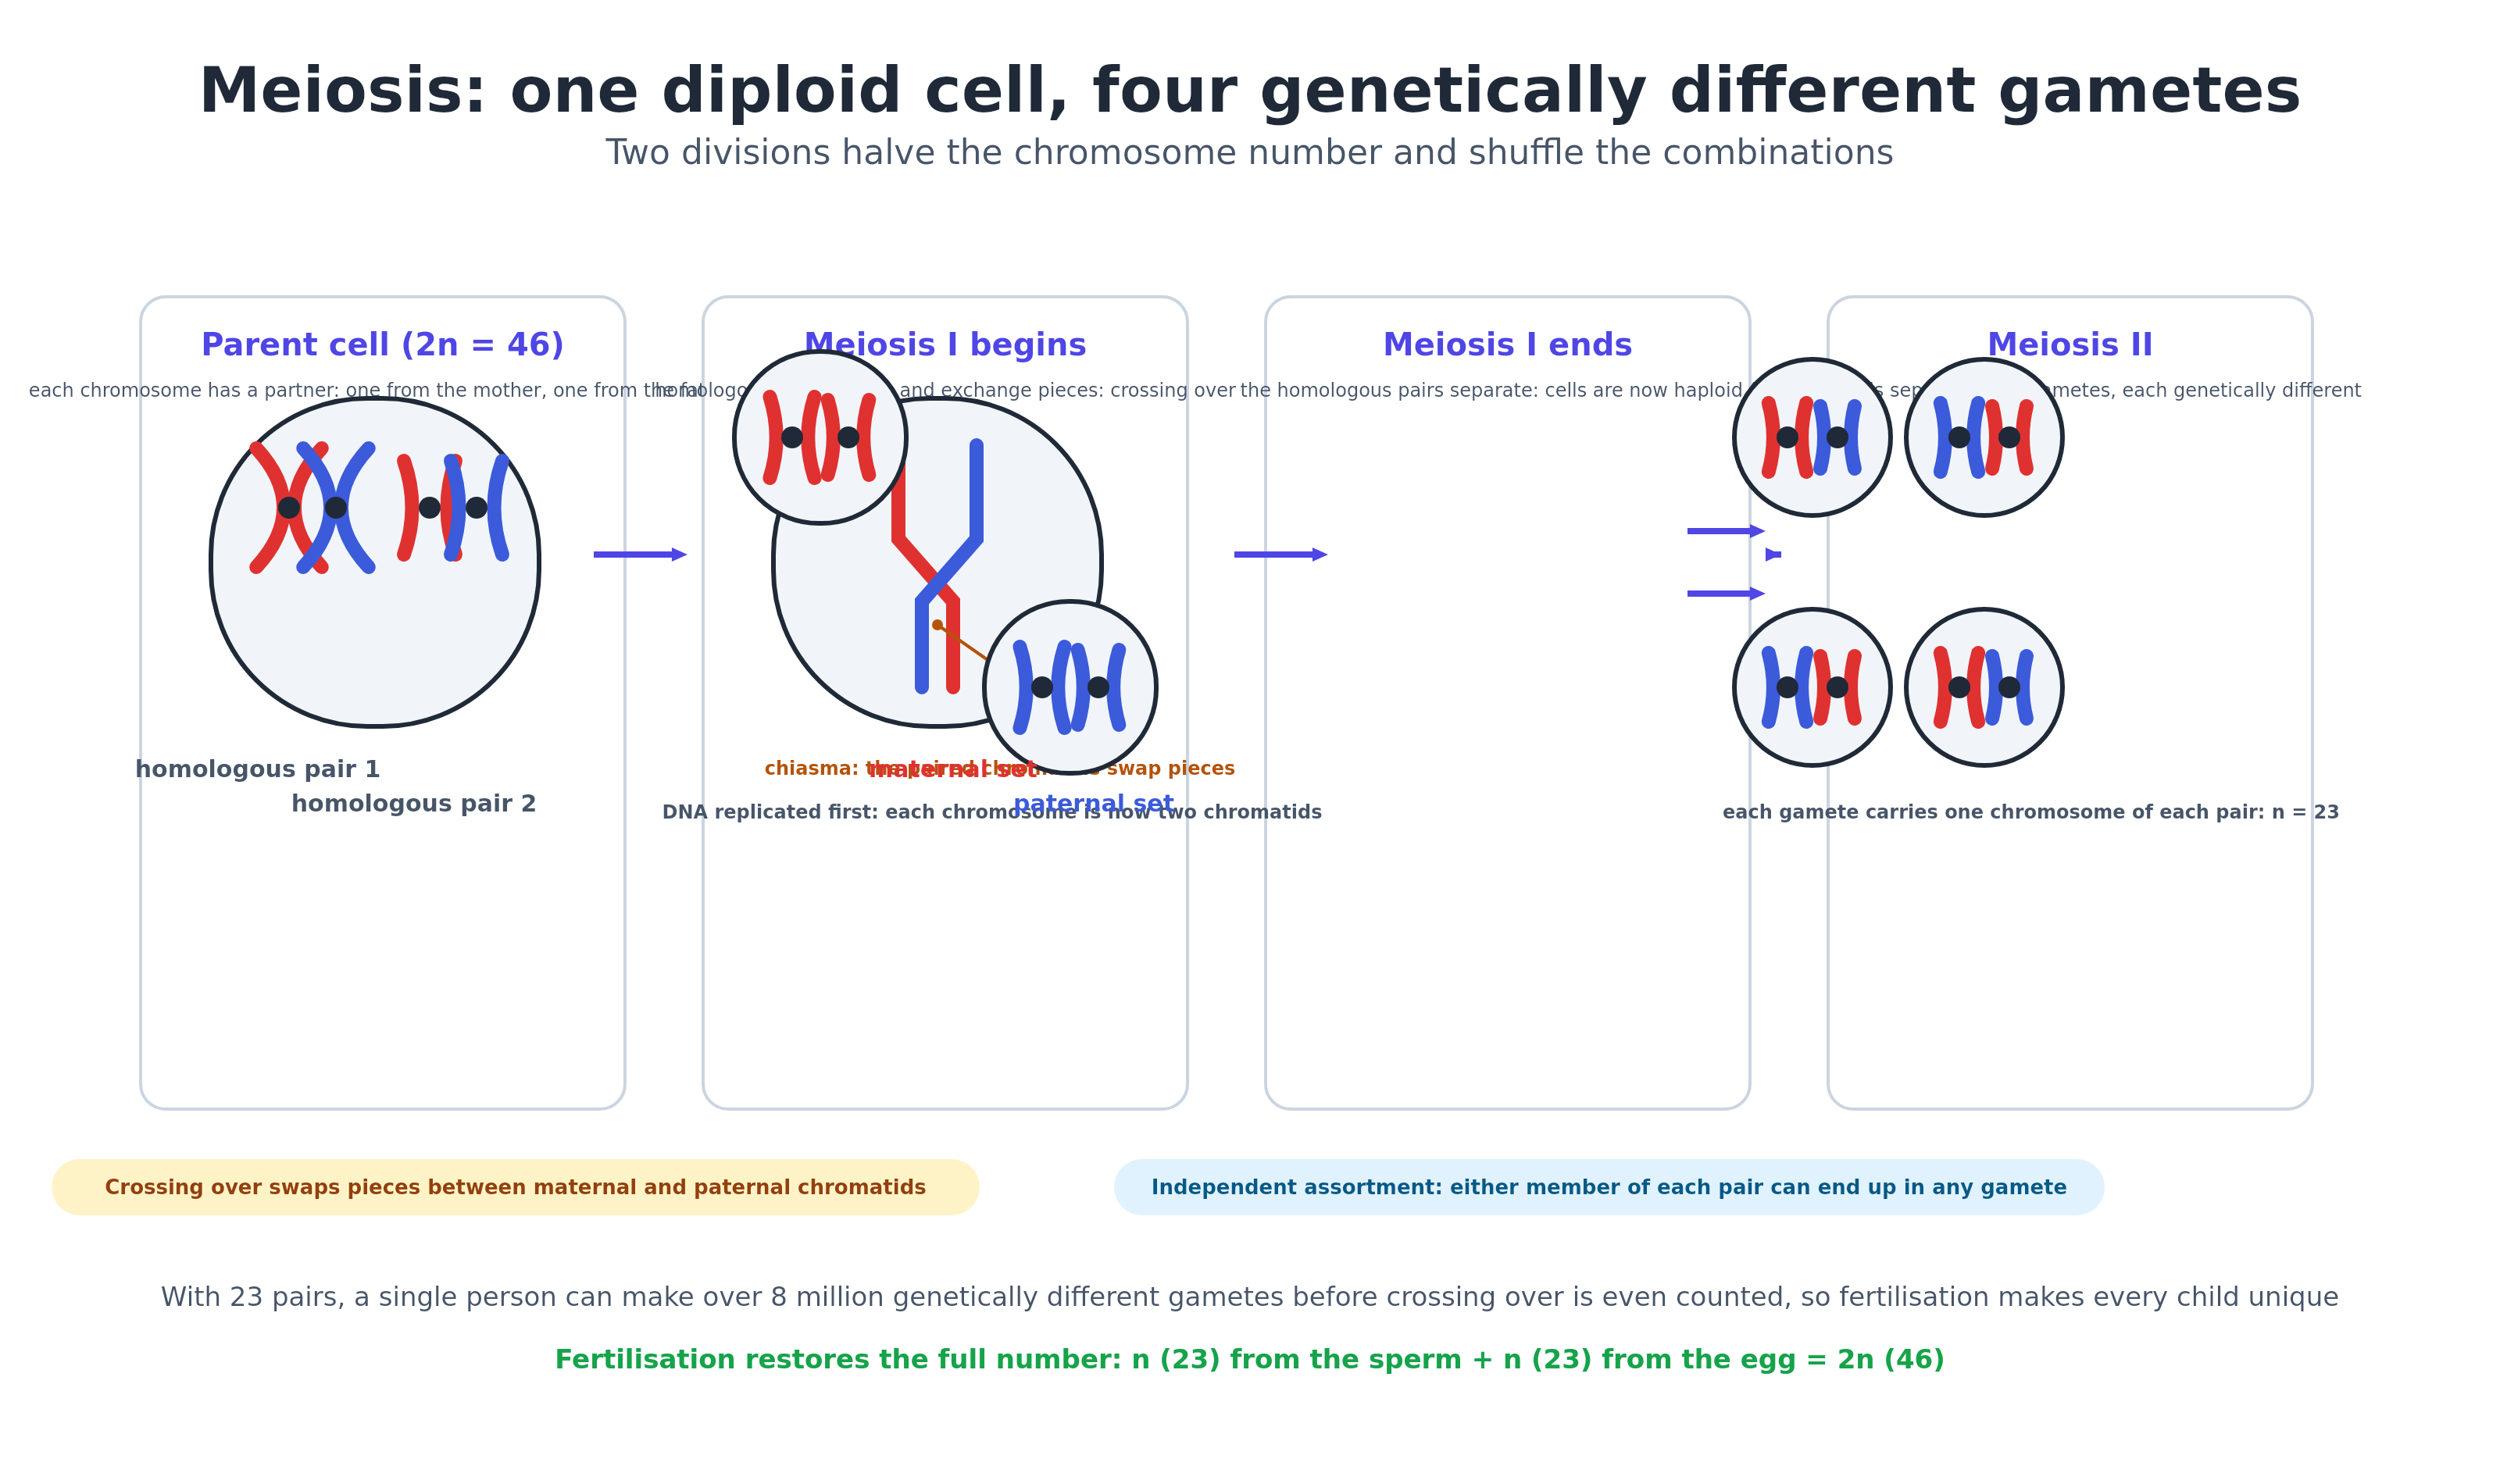 Meiosis: one diploid cell, four genetically different gametes
Two divisions halve the chromosome number and shuffle the combinations
Parent cell (2n = 46)
Meiosis I begins
Meiosis I ends
Meiosis II
each chromosome has a partner: one from the mother, one from the
and exchange pieces: crossing over
the homologous pairs separate: cells are now haploid
each genetically different
homologous pair 1
homologous pair 2
chiasma: the paired swap pieces
maternal set
paternal set
DNA replicated first: each chromosome is now two chromatids
each gamete carries one chromosome of each pair: n = 23
Crossing over swaps pieces between maternal and paternal chromatids
Independent assortment: either member of each pair can end up in any gamete
With 23 pairs, a single person can make over 8 million genetically different gametes before crossing over is even counted, so fertilisation makes every child unique
Fertilisation restores the full number: n (23) from the sperm + n (23) from the egg = 2n (46)